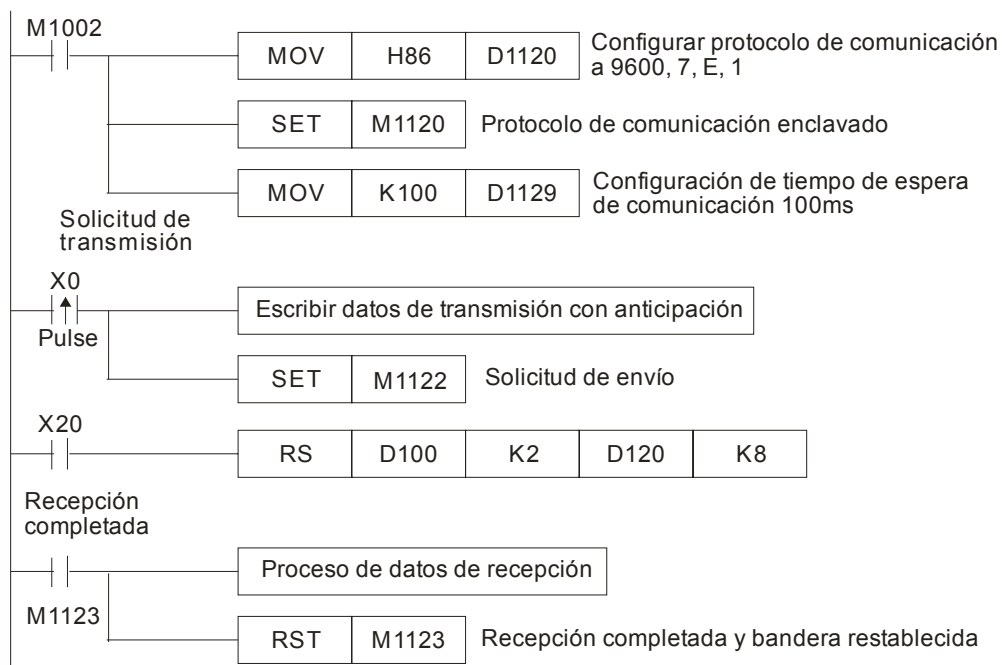 M1002
MOV H86 D1120 Configurar protocolo de comunicación
a 9600, 7, E, 1
SET M1120 Protocolo de comunicación enclavado
MOV K100 D1129 Configuración de tiempo de espera
de comunicación 100ms
Solicitud de
transmisión
X0
Escribir datos de transmisión con anticipación
Pulse
SET M1122 Solicitud de envío
X20
RS D100 K2 D120 K8
Recepción
completada
Proceso de datos de recepción
M1123
RST M1123 Recepción completada y bandera restablecida